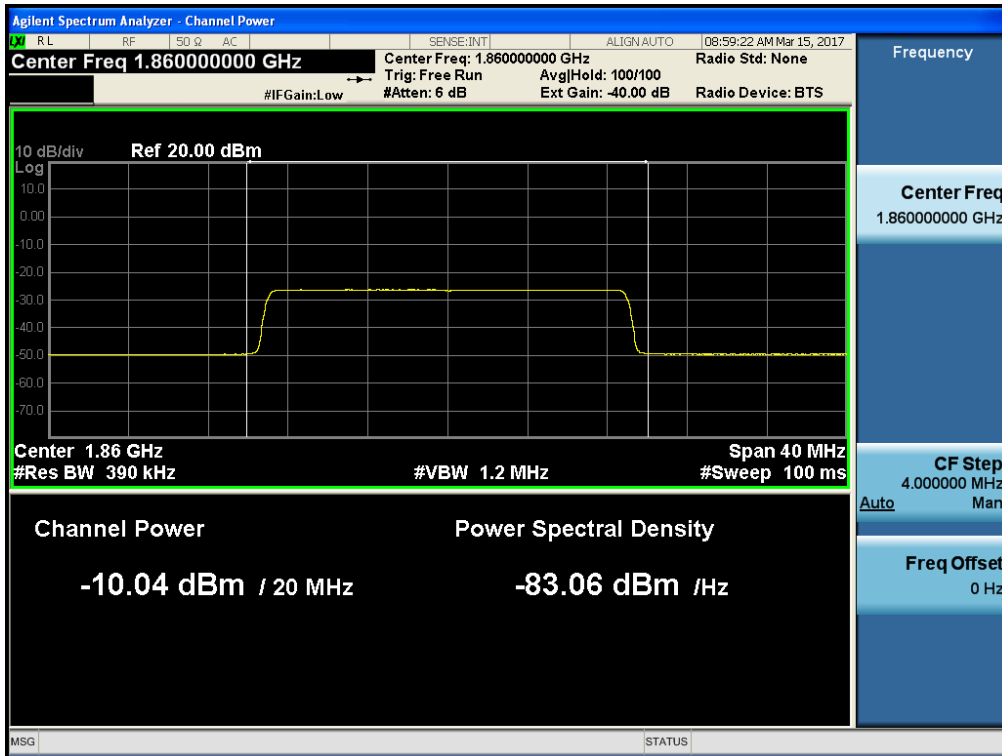 Agilent Spectrum Analyzer - Channel Power
LXI RL RF 50 Ω AC SENSE:INT ALIGN AUTO 08:59:22 AM Mar 15, 2017
Center Freq 1.860000000 GHz
Center Freq: 1.860000000 GHz Radio Std: None
Trig: Free Run Avg|Hold: 100/100
#IFGain:Low #Atten: 6 dB Ext Gain: -40.00 dB Radio Device: BTS
10 dB/div Ref 20.00 dBm
Log
10.0
0.00
-10.0
-20.0
-30.0
-40.0
-50.0
-60.0
-70.0
Center 1.86 GHz Span 40 MHz
#Res BW 390 kHz #VBW 1.2 MHz #Sweep 100 ms
Channel Power Power Spectral Density
-10.04 dBm / 20 MHz -83.06 dBm /Hz
MSG STATUS
Frequency
Center Freq
1.860000000 GHz
CF Step
4.000000 MHz
Auto Man
Freq Offset
0 Hz